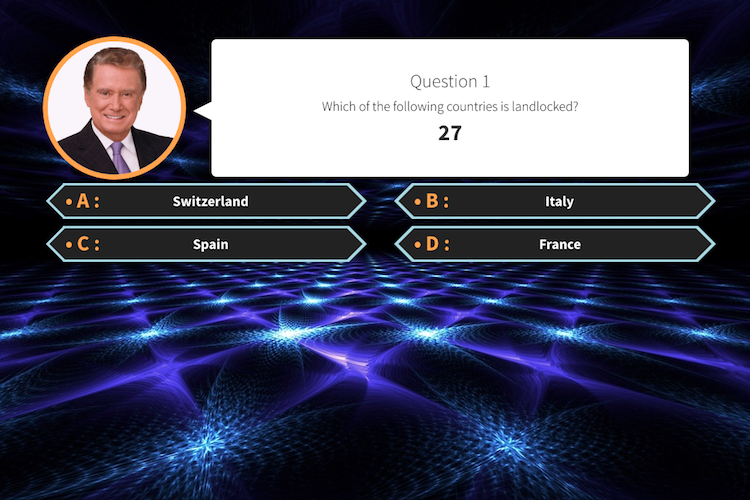 Question 1
Which of the following countries is landlocked?
27
• A : Switzerland
• B : Italy
• C : Spain
• D : France